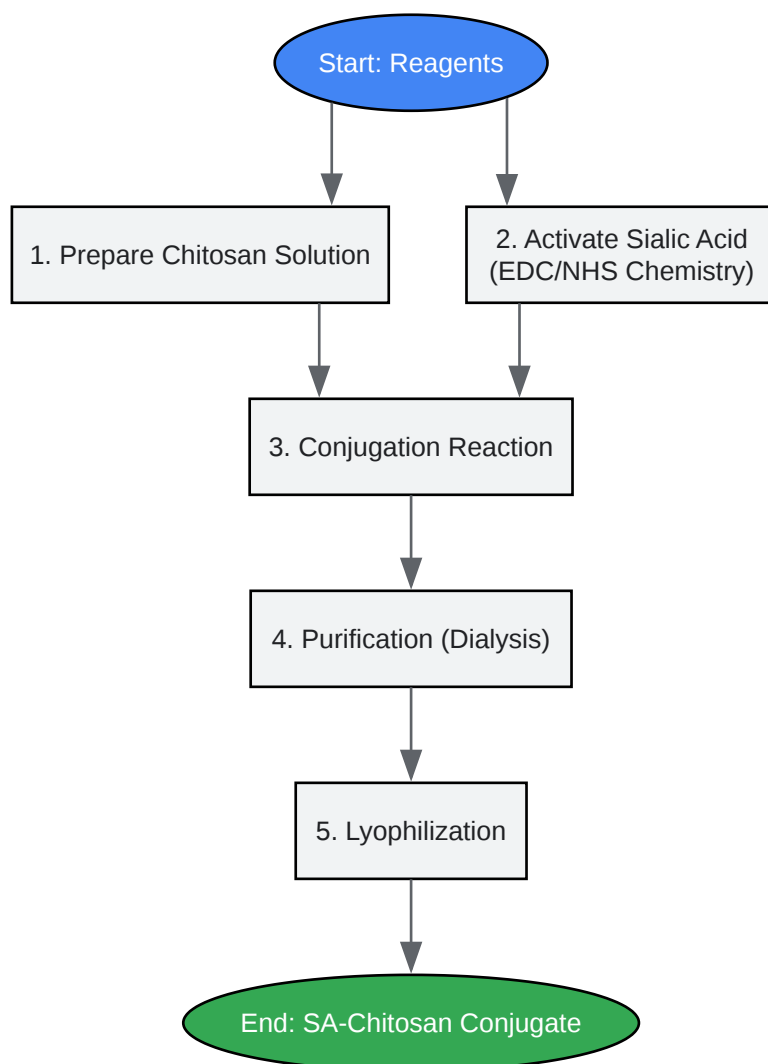 Start: Reagents
1. Prepare Chitosan Solution
2. Activate Sialic Acid
(EDC/NHS Chemistry)
3. Conjugation Reaction
4. Purification (Dialysis)
5. Lyophilization
End: SA-Chitosan Conjugate